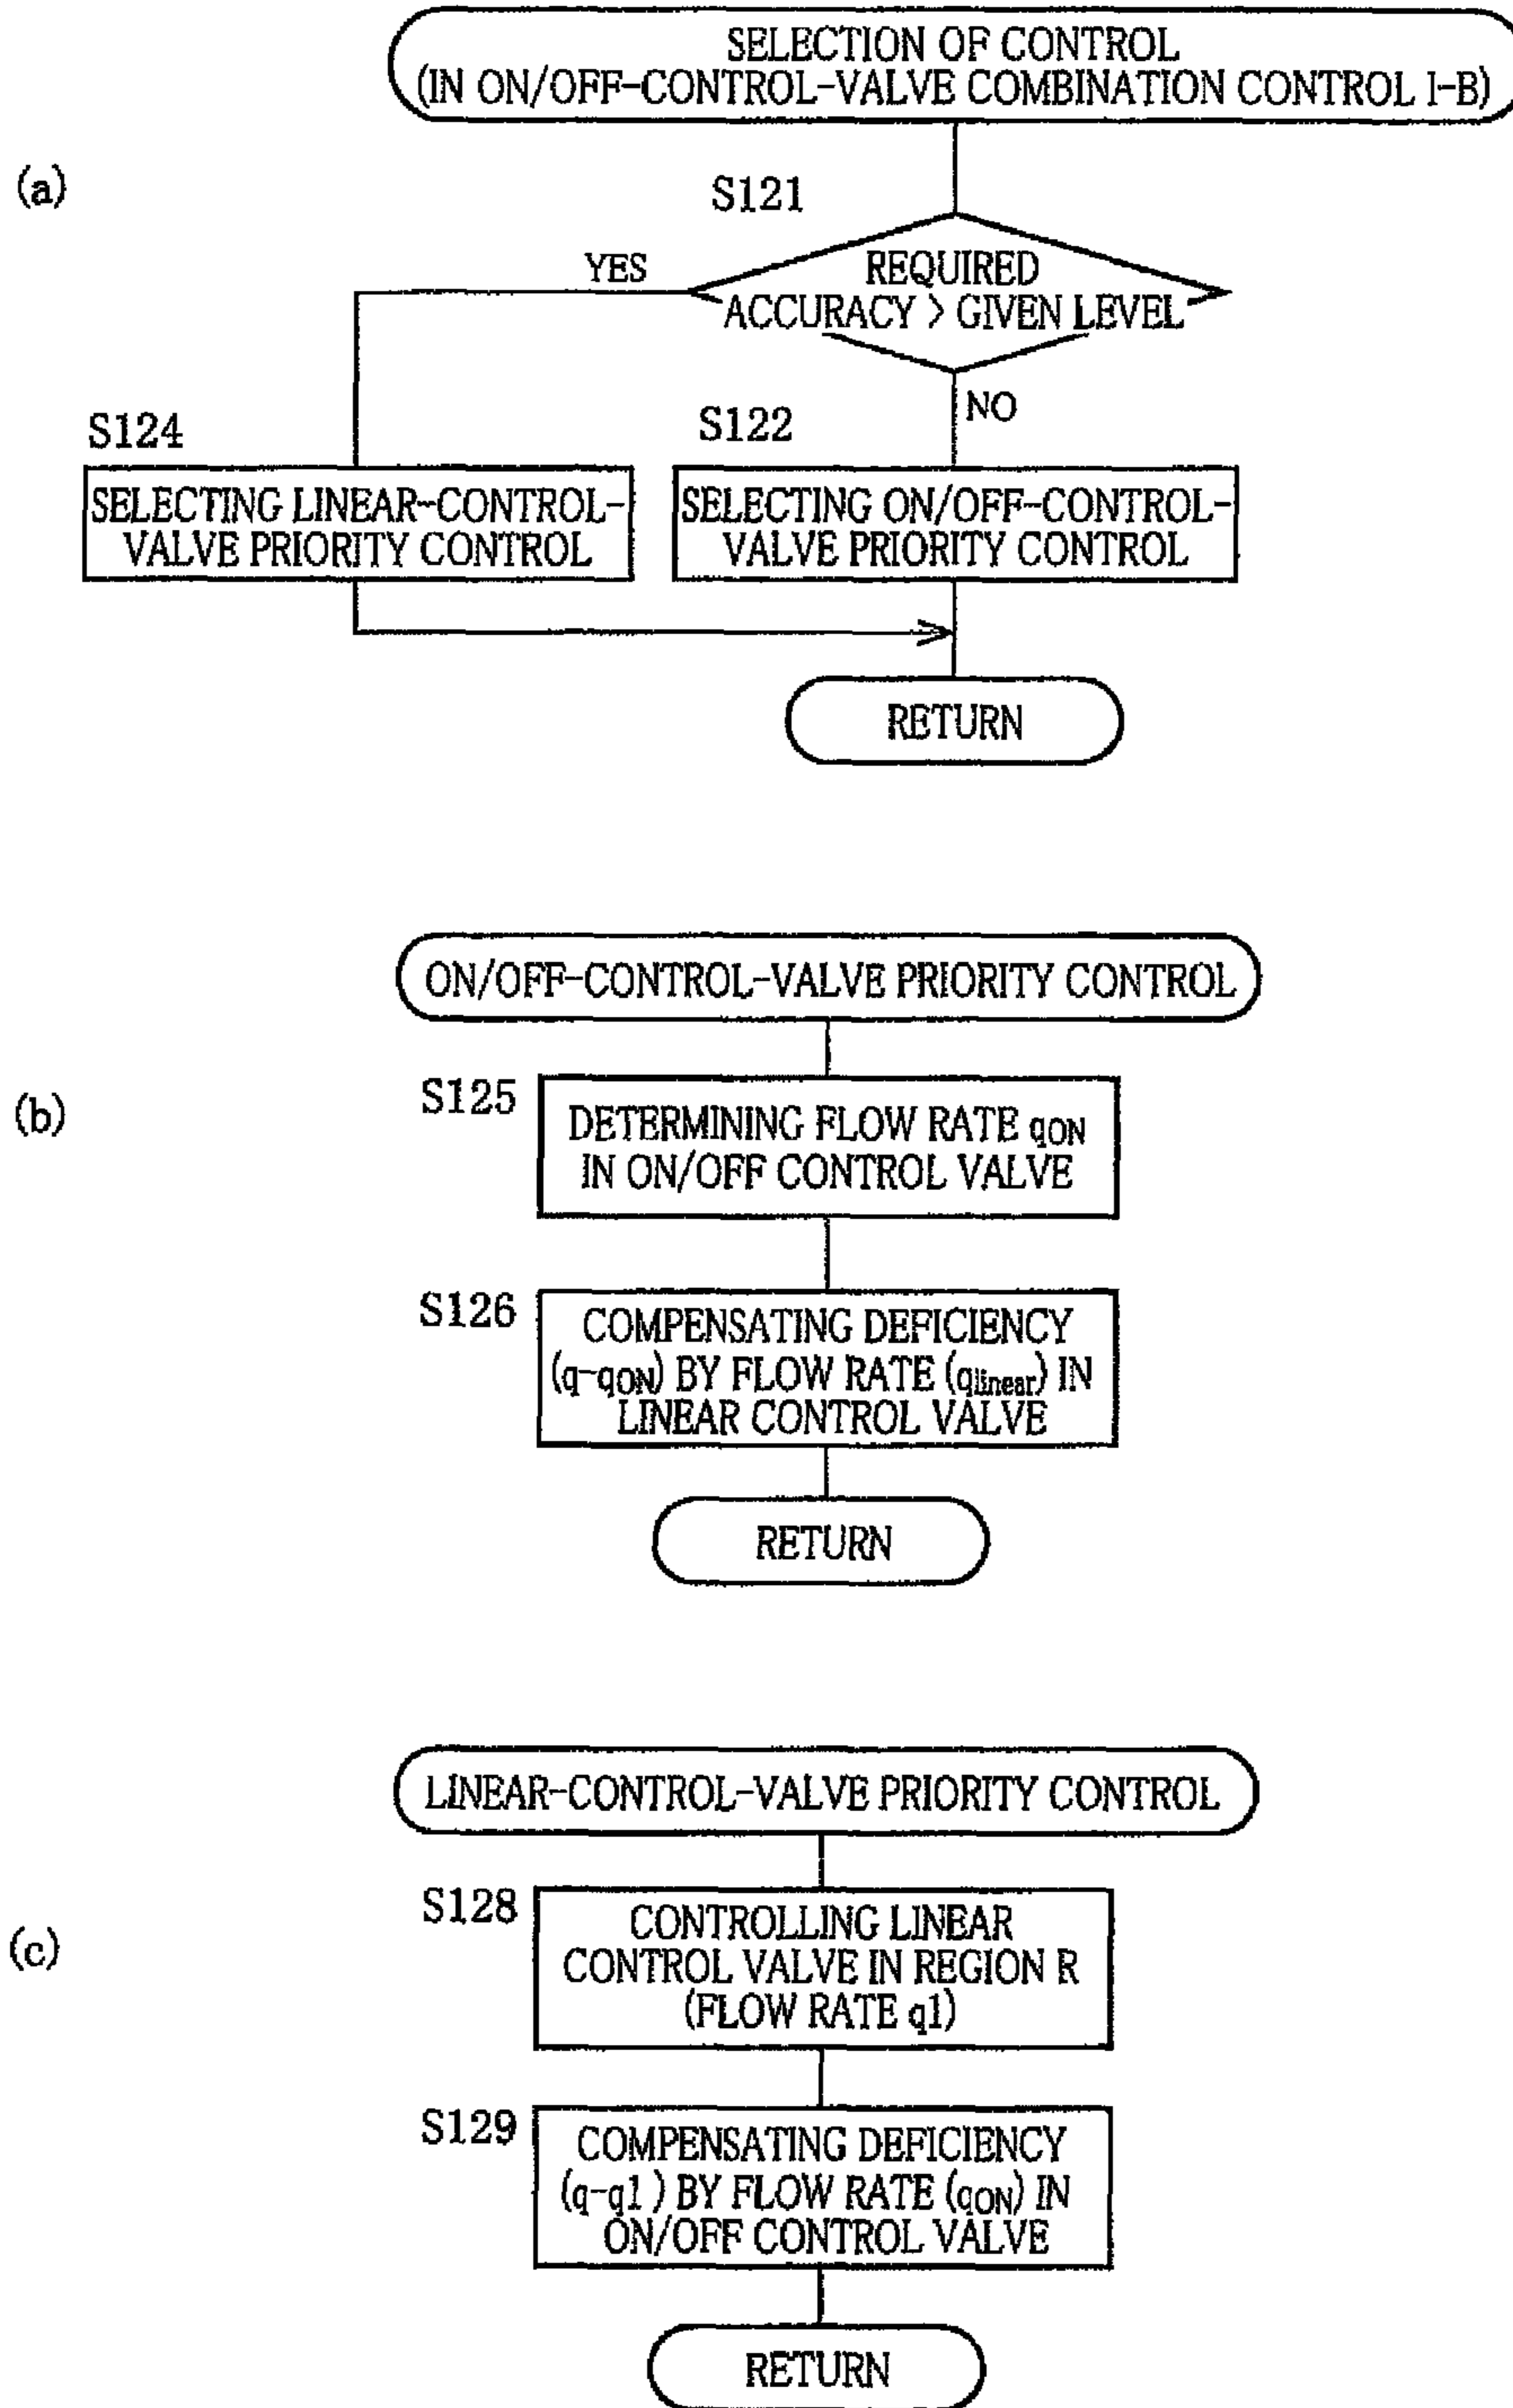 SELECTION OF CONTROL
(IN ON/OFF-CONTROL-VALVE COMBINATION CONTROL I-B)
(a)
S121
REQUIRED
ACCURACY > GIVEN LEVEL
YES
NO
S124
SELECTING LINEAR-CONTROL-
VALVE PRIORITY CONTROL
S122
SELECTING ON/OFF-CONTROL-
VALVE PRIORITY CONTROL
RETURN
ON/OFF-CONTROL-VALVE PRIORITY CONTROL
(b)
S125
DETERMINING FLOW RATE qON
IN ON/OFF CONTROL VALVE
S126
COMPENSATING DEFICIENCY
(q-qON) BY FLOW RATE (qlinear) IN
LINEAR CONTROL VALVE
RETURN
LINEAR-CONTROL-VALVE PRIORITY CONTROL
(c)
S128
CONTROLLING LINEAR
CONTROL VALVE IN REGION R
(FLOW RATE q1)
S129
COMPENSATING DEFICIENCY
(q-q1) BY FLOW RATE (qON) IN
ON/OFF CONTROL VALVE
RETURN